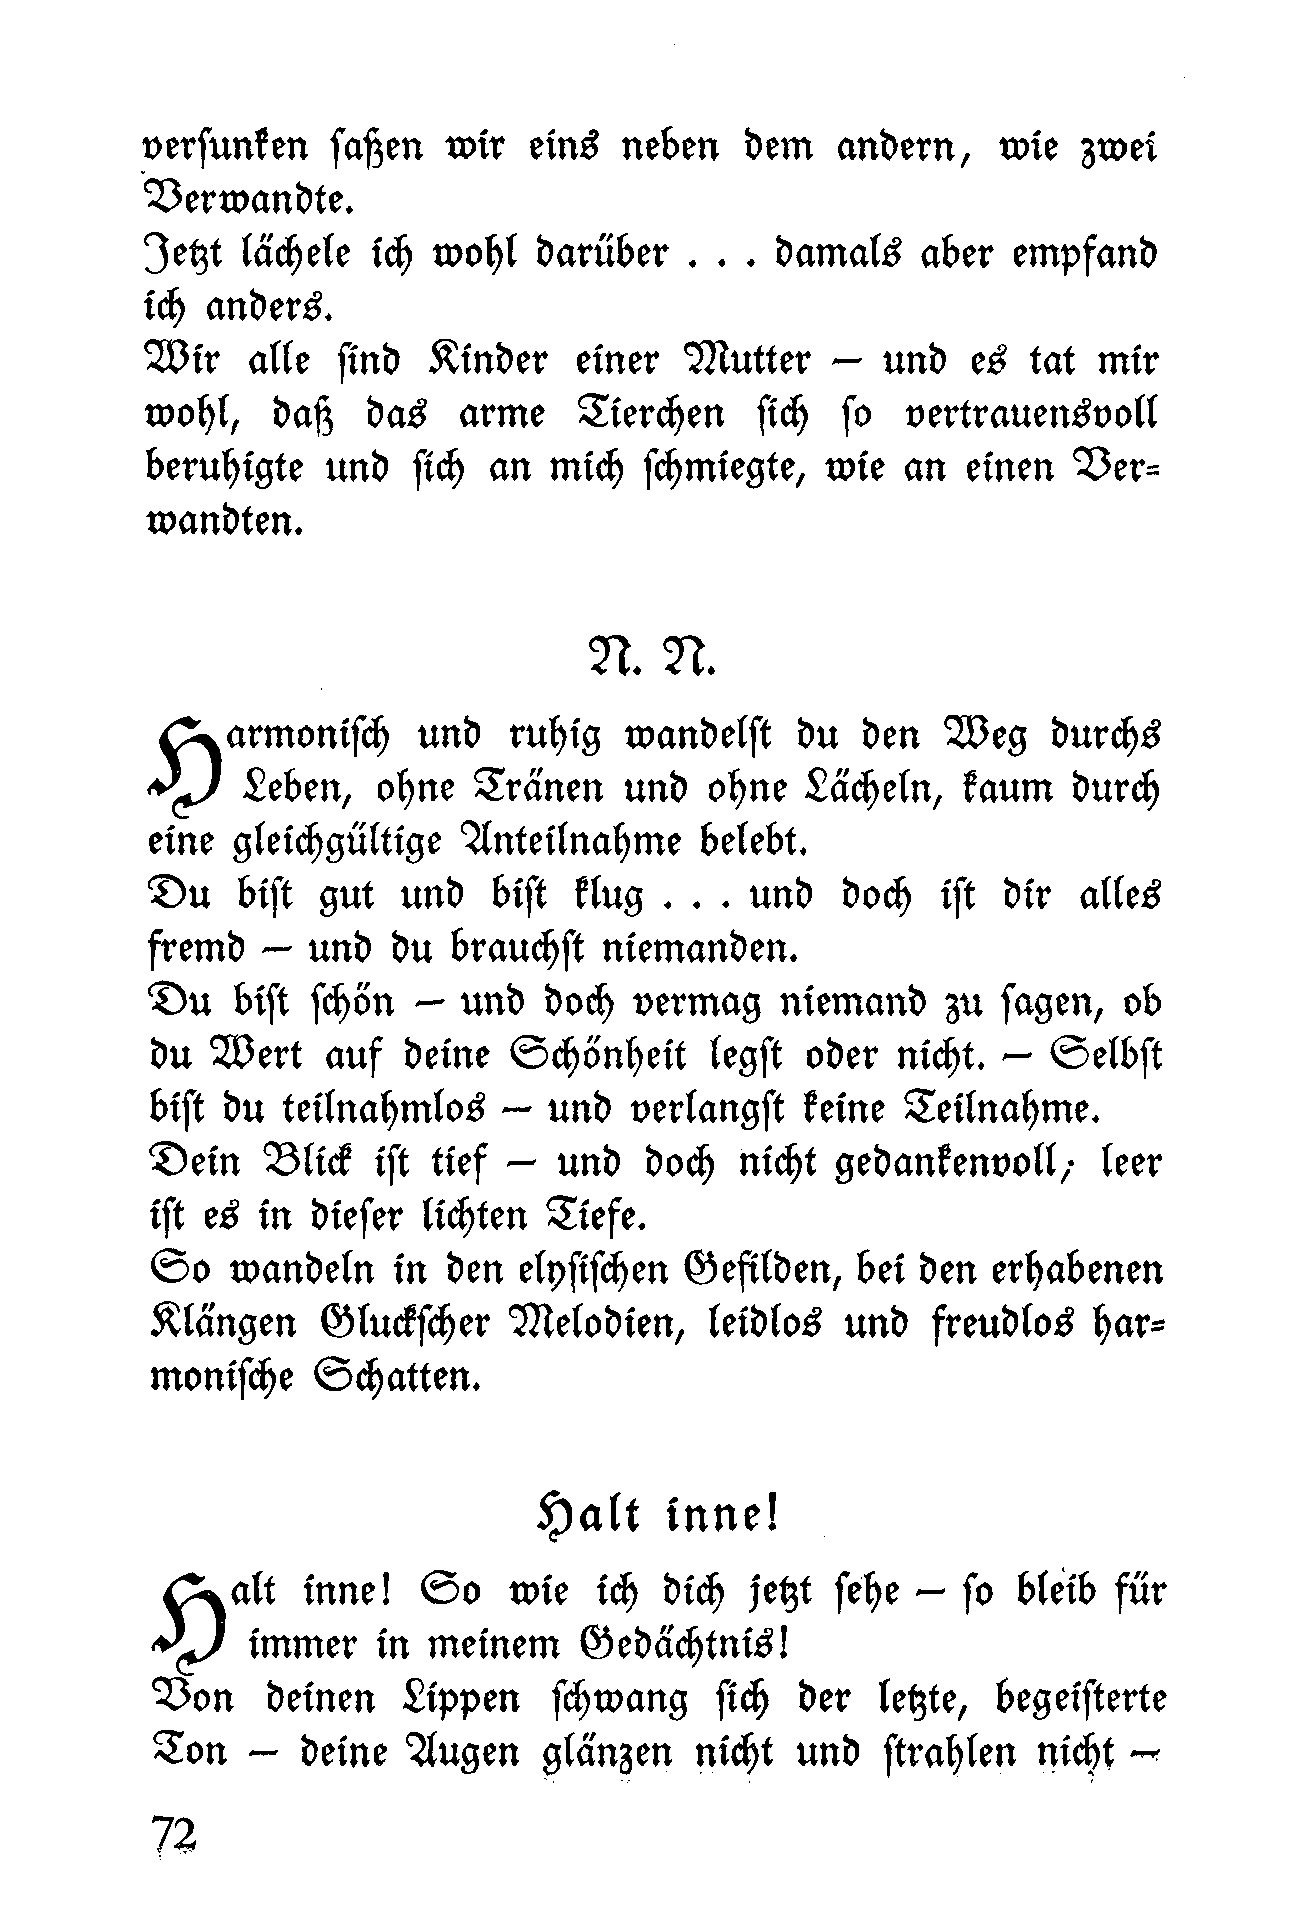 versunken saßen wir eins neben dem andern, wie zwei
Verwandte.
Jetzt lächele ich wohl darüber . . . damals aber empfand
ich anders.
Wir alle sind Kinder einer Mutter — und es tat mir
wohl, daß das arme Tierchen sich so vertrauensvoll
beruhigte und sich an mich schmiegte, wie an einen Ver-
wandten.
N. N.
Harmonisch und ruhig wandelst du den Weg durchs
Leben, ohne Tränen und ohne Lächeln, kaum durch
eine gleichgültige Anteilnahme belebt.
Du bist gut und bist klug . . . und doch ist dir alles
fremd — und du brauchst niemanden.
Du bist schön — und doch vermag niemand zu sagen, ob
du Wert auf deine Schönheit legst oder nicht. — Selbst
bist du teilnahmlos — und verlangst keine Teilnahme.
Dein Blick ist tief — und doch nicht gedankenvoll; leer
ist es in dieser lichten Tiefe.
So wandeln in den elysischen Gefilden, bei den erhabenen
Klängen Gluckscher Melodien, leidlos und freudlos har-
monische Schatten.
Halt inne!
Halt inne! So wie ich dich jetzt sehe — so bleib für
immer in meinem Gedächtnis!
Von deinen Lippen schwang sich der letzte, begeisterte
Ton — deine Augen glänzen nicht und strahlen nicht —
72